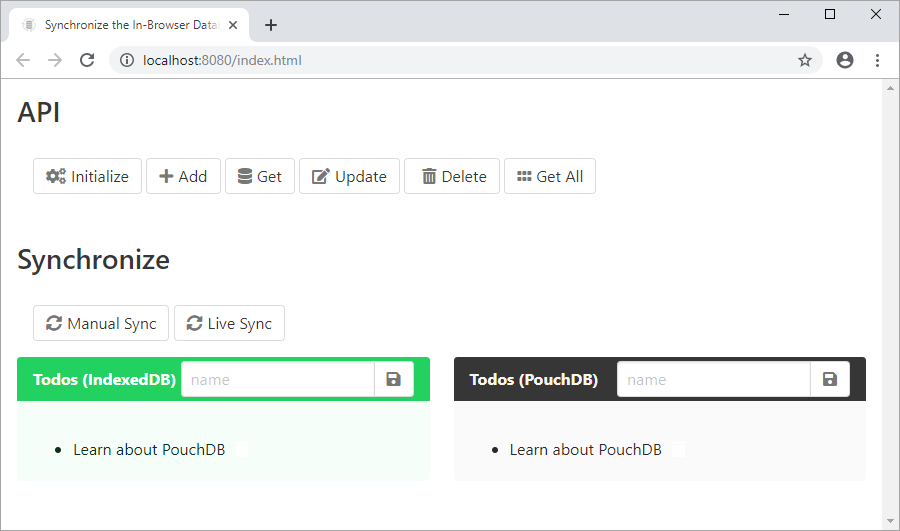 Synchronize the In-Browser Data
localhost:8080/index.html
API
Initialize Add Get Update Delete Get All
Synchronize
Manual Sync Live Sync
Todos (IndexedDB) name Todos (PouchDB) name
• Learn about PouchDB • Learn about PouchDB